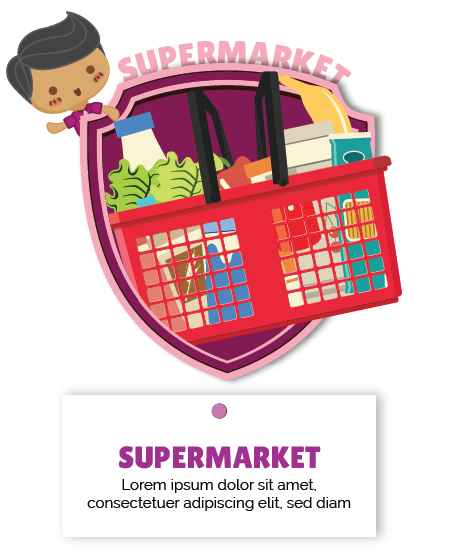 SUPERMARKET
SUPERMARKET
Lorem ipsum dolor sit amet,
consectetuer adipiscing elit, sed diam